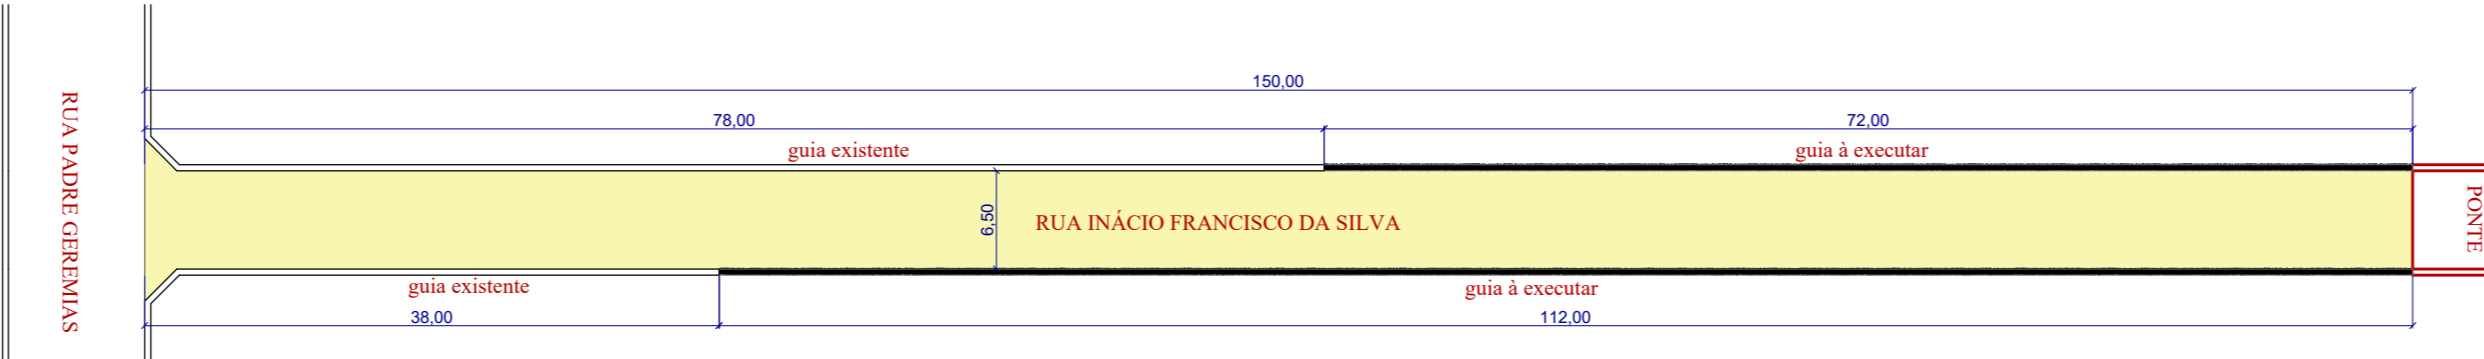 150,00
78,00
72,00
guia existente
guia à executar
RUA PADRE GEREMIAS
6,50
RUA INÁCIO FRANCISCO DA SILVA
PONTE
guia existente
guia à executar
38,00
112,00